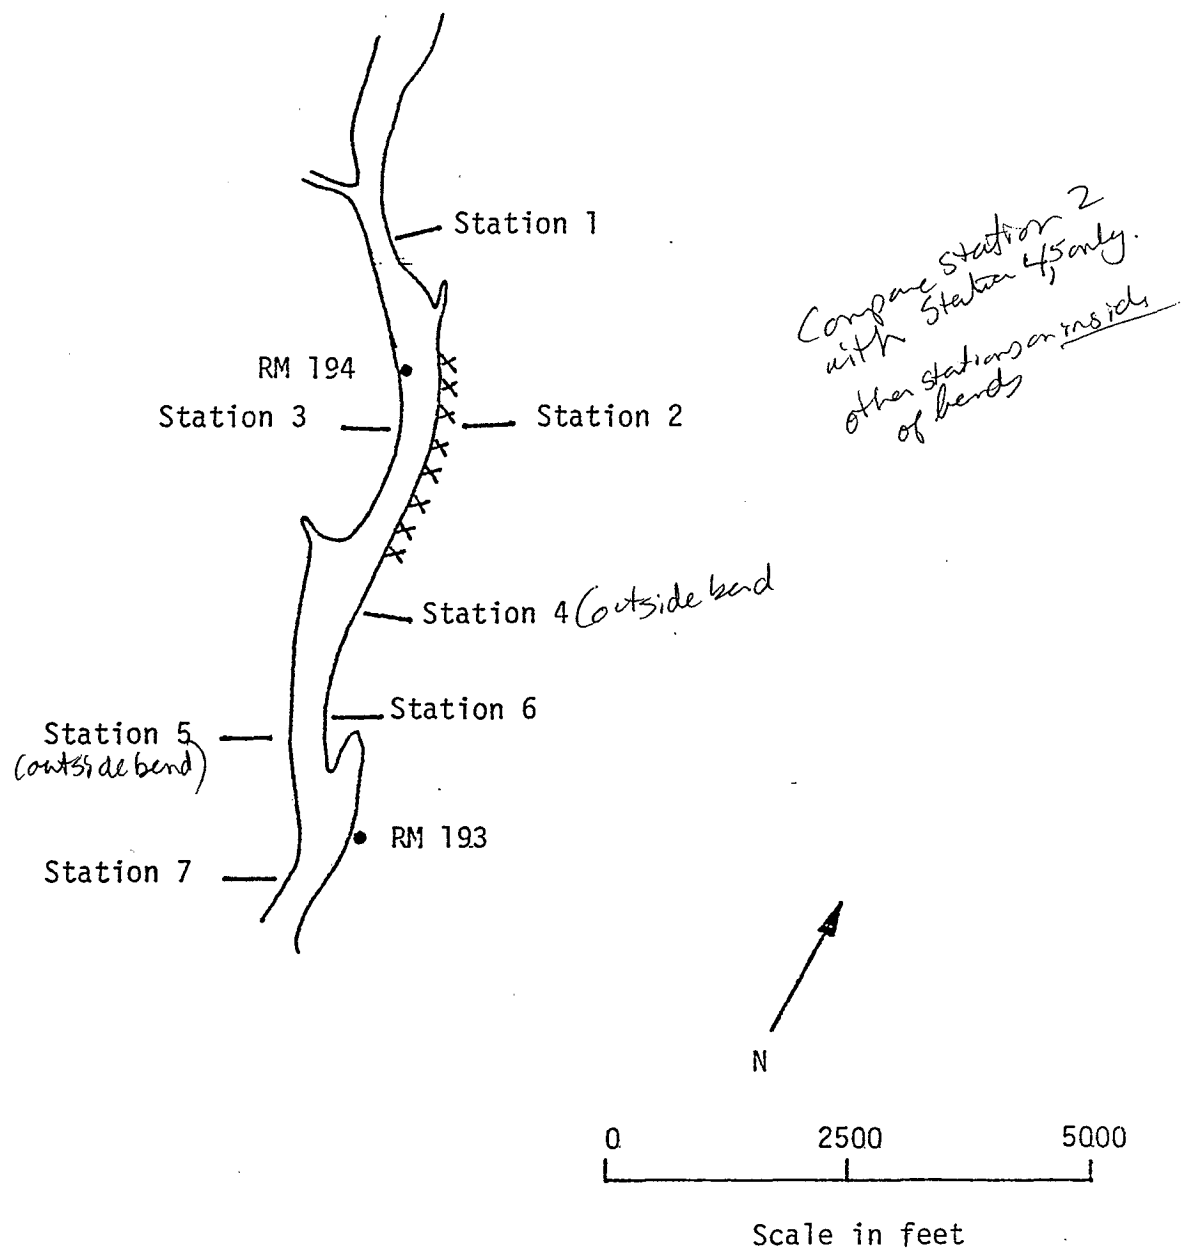 Station 1
Compare station 2
with Station 4,5 only.
other stations on inside
of bends
RM 194
Station 3
Station 2
Station 4 (outside bend
Station 6
Station 5
(outside bend)
RM 193
Station 7
N
0 2500 5000
Scale in feet